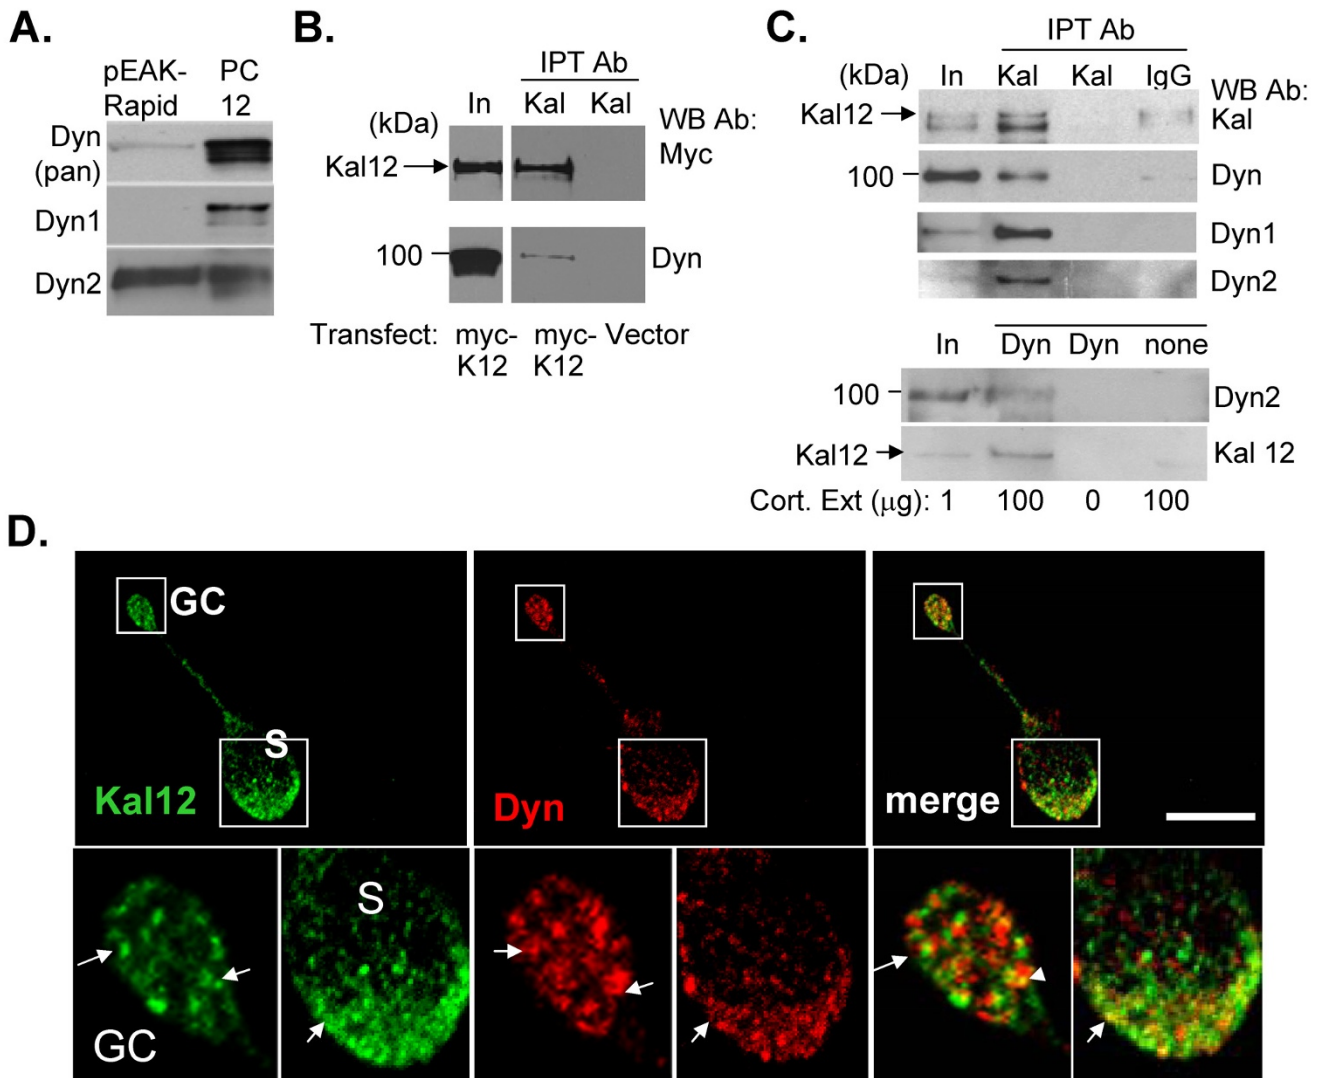 A.
pEAK-
Rapid
PC
12
Dyn
(pan)
Dyn1
Dyn2
B.
IPT Ab
In
Kal
Kal
(kDa)
WB Ab:
Myc
Kal12
100
Dyn
Transfect:
myc-
K12
myc-
K12
Vector
C.
IPT Ab
(kDa)
In
Kal
Kal
IgG
WB Ab:
Kal12
Kal
100
Dyn
Dyn1
Dyn2
In
Dyn
Dyn
none
100
Dyn2
Kal12
Kal 12
Cort. Ext (μg): 1 100 0 100
D.
GC
S
Kal12
Dyn
merge
S
GC